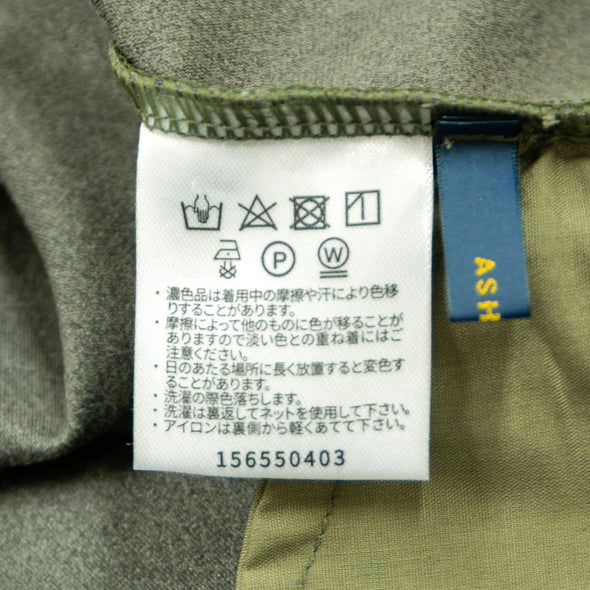 P
W
・濃色品は着用中の摩擦や汗により色移
りすることがあります。
・摩擦によって他のものに色が移ることが
ありますので淡い色との重ね着にはご
注意ください。
・日のあたる場所に長く放置すると変色す
ることがあります。
・洗濯の際色落ちします。
・洗濯は裏返してネットを使用して下さい。
・アイロンは裏側から軽くあてて下さい。
156550403
ASH